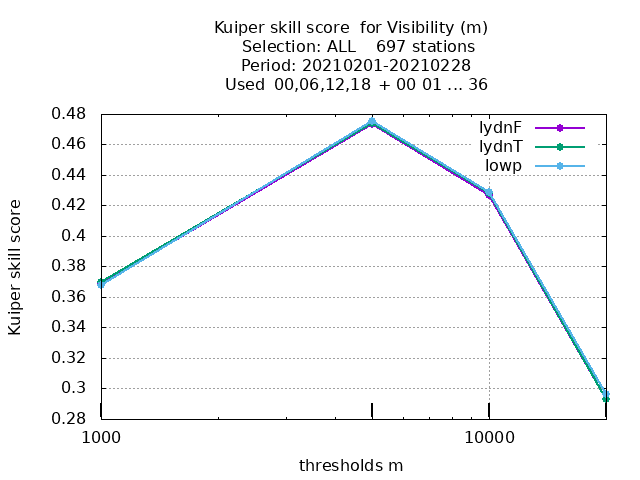 Kuiper skill score  for Visibility (m)
Selection: ALL    697 stations
Period: 20210201-20210228
Used  00,06,12,18  + 00 01 ... 36
0.48
0.46
0.44
0.42
0.4
0.38
0.36
0.34
0.32
0.3
0.28
Kuiper skill score
lydnF
lydnT
lowp
1000
10000
thresholds m